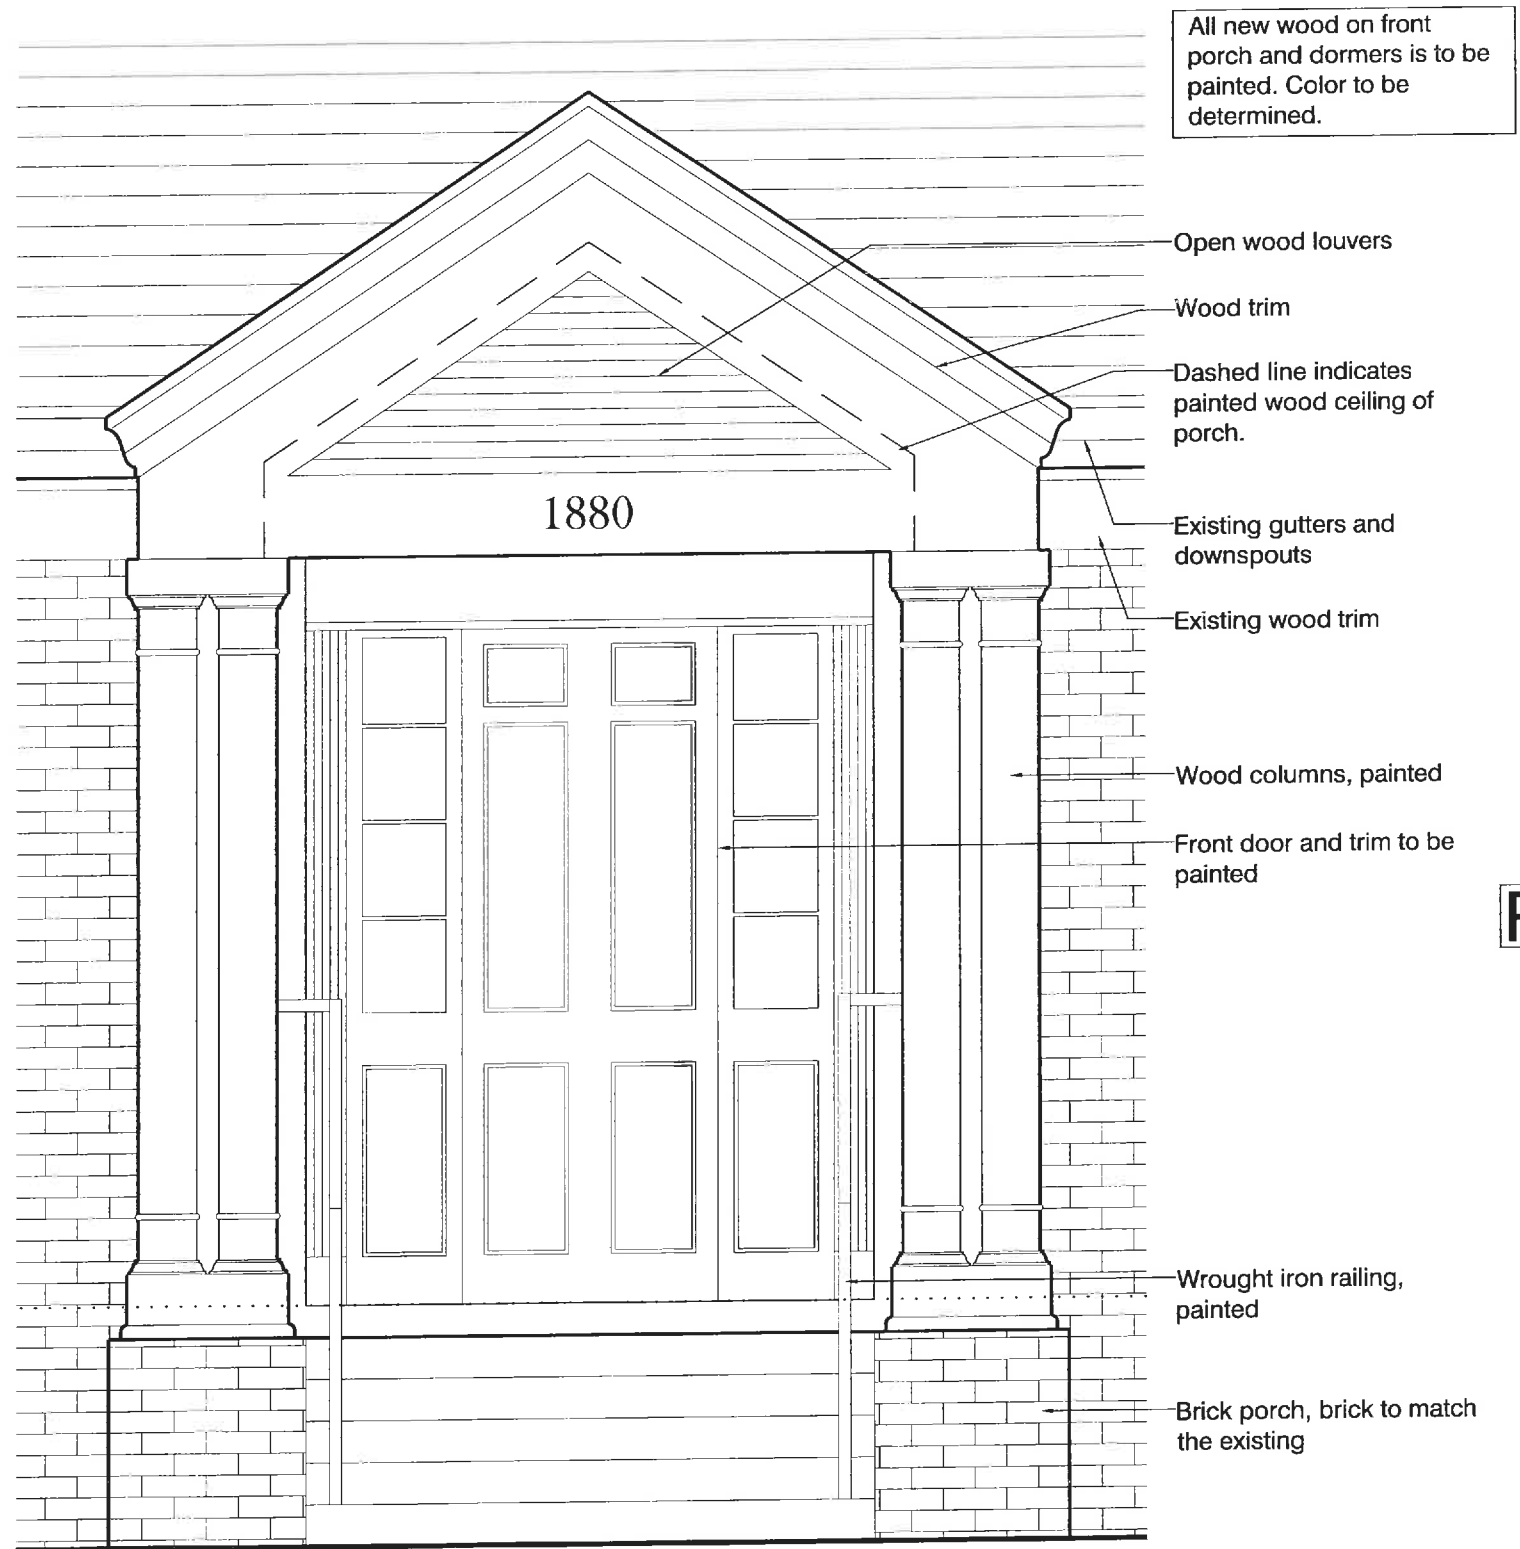 All new wood on front
porch and dormers is to be
painted. Color to be
determined.
Open wood louvers
Wood trim
Dashed line indicates
painted wood ceiling of
porch.
1880
Existing gutters and
downspouts
Existing wood trim
Wood columns, painted
Front door and trim to be
painted
Wrought iron railing,
painted
Brick porch, brick to match
the existing